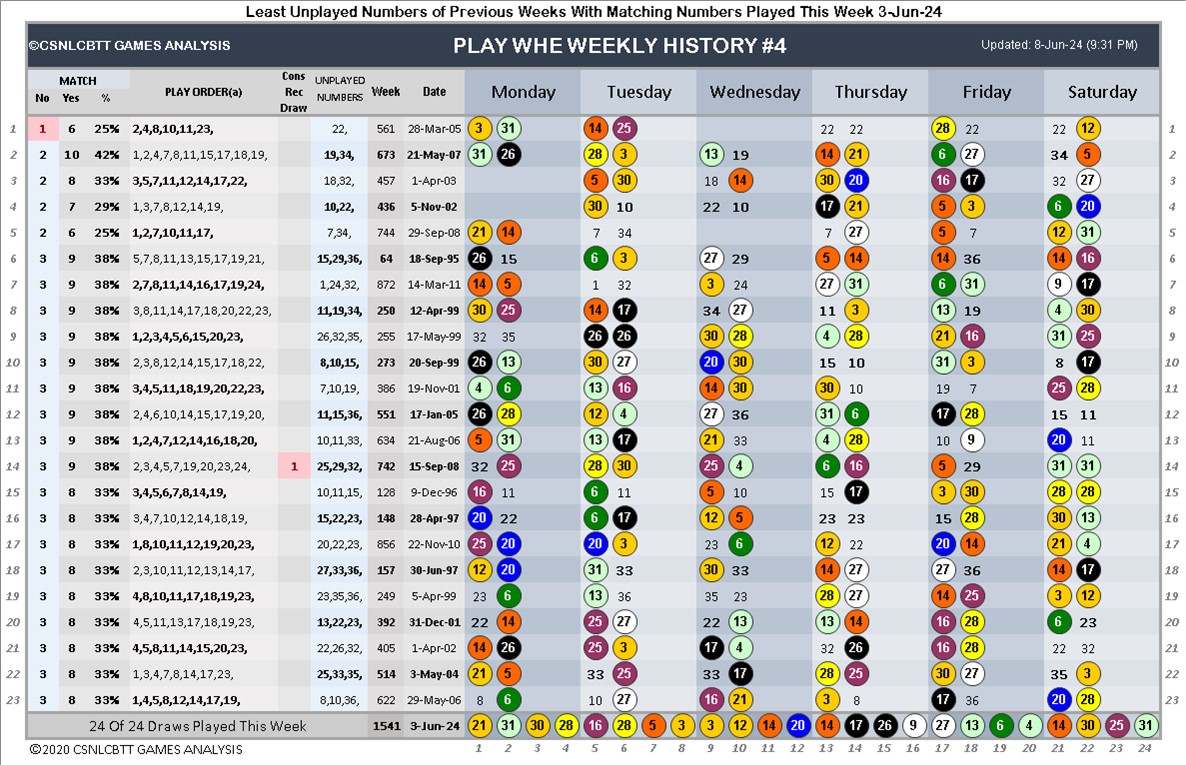 Least Unplayed Numbers of Previous Weeks With Matching Numbers Played This Week 3-Jun-24
©CSNLCBTT GAMES ANALYSIS PLAY WHE WEEKLY HISTORY #4 Updated: 8-Jun-24 (9:31 PM)
MATCH No Yes % PLAY ORDER(a) Cons Rec Draw UNPLAYED NUMBERS Week Date Monday Tuesday Wednesday Thursday Friday Saturday
1 1 6 25% 2,4,8,10,11,23, 22, 561 28-Mar-05 3 31 14 25 22 22 28 22 22 12 1
2 2 10 42% 1,2,4,7,8,11,15,17,18,19, 19,34, 673 21-May-07 31 26 28 3 13 19 14 21 6 27 34 5 2
3 2 8 33% 3,5,7,11,12,14,17,22, 18,32, 457 1-Apr-03 5 30 18 14 30 20 16 17 32 27 3
4 2 7 29% 1,3,7,8,12,14,19, 10,22, 436 5-Nov-02 30 10 22 10 17 21 5 3 6 20 4
5 2 6 25% 1,2,7,10,11,17, 7,34, 744 29-Sep-08 21 14 7 34 7 27 5 7 12 31 5
6 3 9 38% 5,7,8,11,13,15,17,19,21, 15,29,36, 64 18-Sep-95 26 15 6 3 27 29 5 14 14 36 14 16 6
7 3 9 38% 2,7,8,11,14,16,17,19,24, 1,24,32, 872 14-Mar-11 14 5 1 32 3 24 27 31 6 31 9 17 7
8 3 9 38% 3,8,11,14,17,18,20,22,23, 11,19,34, 250 12-Apr-99 30 25 14 17 34 27 11 3 13 19 4 30 8
9 3 9 38% 1,2,3,4,5,6,15,20,23, 26,32,35, 255 17-May-99 32 35 26 26 30 28 4 28 21 16 31 25 9
10 3 9 38% 2,3,8,12,14,15,17,18,22, 8,10,15, 273 20-Sep-99 26 13 30 27 20 30 15 10 31 3 8 17 10
11 3 9 38% 3,4,5,11,18,19,20,22,23, 7,10,19, 386 19-Nov-01 4 6 13 16 14 30 30 10 19 7 25 28 11
12 3 9 38% 2,4,6,10,14,15,17,19,20, 11,15,36, 551 17-Jan-05 26 28 12 4 27 36 31 6 17 28 15 11 12
13 3 9 38% 1,2,4,7,12,14,16,18,20, 10,11,33, 634 21-Aug-06 5 31 13 17 21 33 4 28 10 9 20 11 13
14 3 9 38% 2,3,4,5,7,19,20,23,24, 1 25,29,32, 742 15-Sep-08 32 25 28 30 25 4 6 16 5 29 31 31 14
15 3 8 33% 3,4,5,6,7,8,14,19, 10,11,15, 128 9-Dec-96 16 11 6 11 5 10 15 17 3 30 28 28 15
16 3 8 33% 3,4,7,10,12,14,18,19, 15,22,23, 148 28-Apr-97 20 22 6 17 12 5 23 23 15 28 30 13 16
17 3 8 33% 1,8,10,11,12,19,20,23, 20,22,23, 856 22-Nov-10 25 20 20 3 23 6 12 22 20 14 21 4 17
18 3 8 33% 2,3,10,11,12,13,14,17, 27,33,36, 157 30-Jun-97 12 20 31 33 30 33 14 27 27 36 14 17 18
19 3 8 33% 4,8,10,11,17,18,19,23, 23,35,36, 249 5-Apr-99 23 6 13 36 35 23 28 27 14 25 3 12 19
20 3 8 33% 4,5,11,13,17,18,19,23, 13,22,23, 392 31-Dec-01 22 14 25 27 22 13 13 14 16 28 6 23 20
21 3 8 33% 4,5,8,11,14,15,20,23, 22,26,32, 405 1-Apr-02 14 26 25 3 17 4 32 26 16 28 22 32 21
22 3 8 33% 1,3,4,7,8,14,17,23, 25,33,35, 514 3-May-04 21 5 33 25 33 17 28 25 30 27 35 3 22
23 3 8 33% 1,4,5,8,12,14,17,19, 8,10,36, 622 29-May-06 8 6 10 27 16 21 3 8 17 36 20 28 23
24 Of 24 Draws Played This Week 1541 3-Jun-24 21 31 30 28 16 28 5 3 3 12 14 20 14 17 26 9 27 13 6 4 14 30 25 31
©2020 CSNLCBTT GAMES ANALYSIS 1 2 3 4 5 6 7 8 9 10 11 12 13 14 15 16 17 18 19 20 21 22 23 24